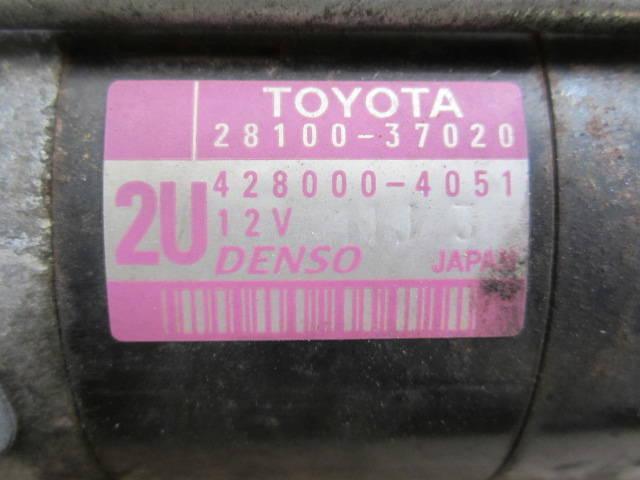 TOYOTA
28100-37020
2U
428000-4051
12V
DENSO JAPAN